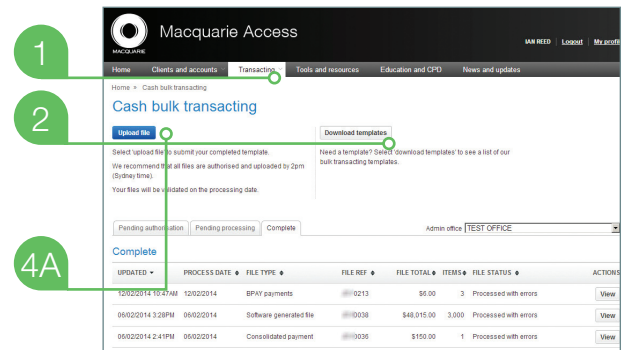 1
2
4A
MACQUARIE
Macquarie Access
IAN REED Logout My profil
Home Clients and accounts Transacting Tools and resources Education and CPD News and updates
Home » Cash bulk transacting
Cash bulk transacting
Upload file
Download templates
Select 'upload file' to submit your completed template.
We recommend that all files are authorised and uploaded by 2pm
(Sydney time).
Your files will be validated on the processing date.
Need a template? Select 'download templates' to see a list of our
bulk transacting templates.
Pending authorisation Pending processing Complete
Admin office TEST OFFICE
Complete
UPDATED PROCESS DATE FILE TYPE FILE REF FILE TOTAL ITEMS FILE STATUS ACTIONS
12/02/2014 10:47AM 12/02/2014 BPAY payments 0213 $6.00 3 Processed with errors View
06/02/2014 3:28PM 06/02/2014 Software generated file 0038 $48,015.00 3,000 Processed with errors View
06/02/2014 2:41PM 06/02/2014 Consolidated payment 0036 $150.00 1 Processed with errors View